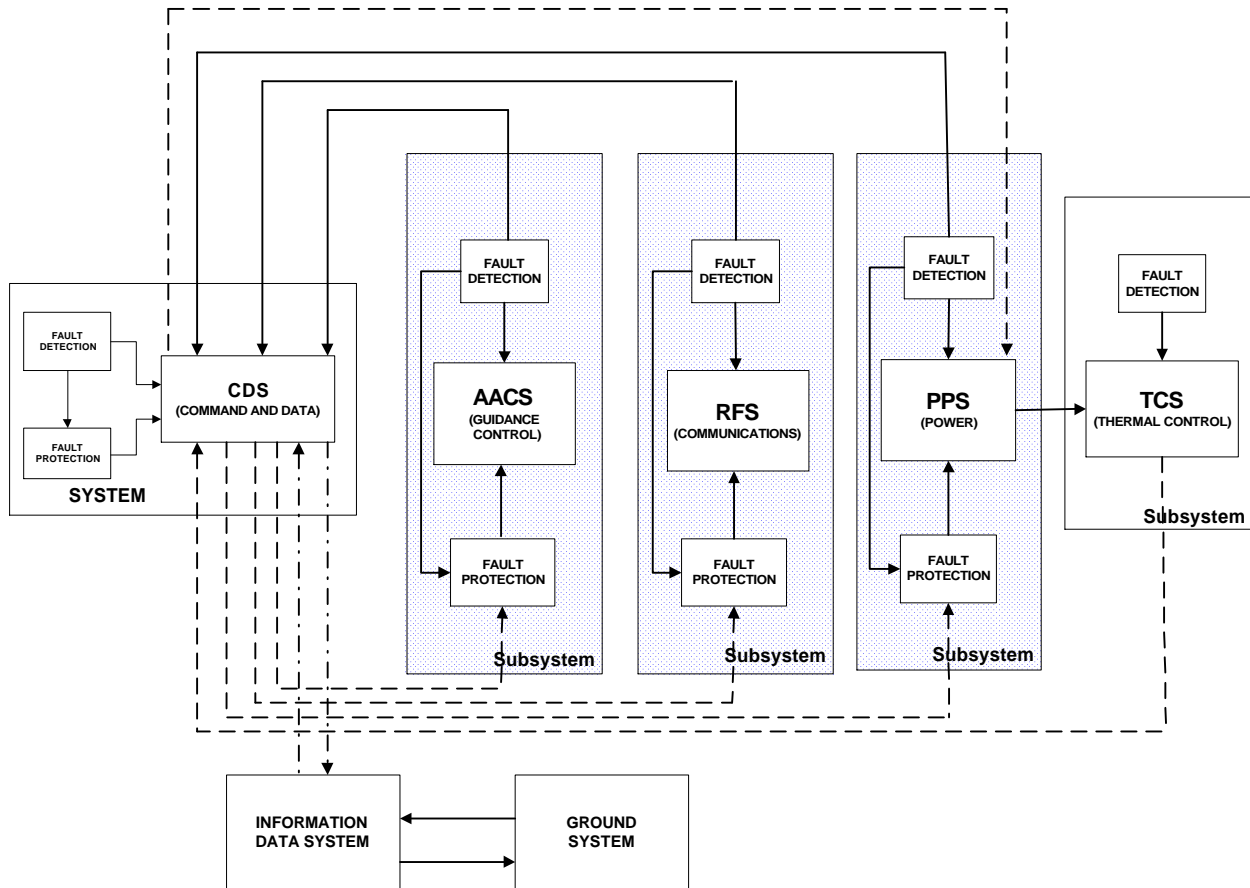 FAULT
DETECTION
FAULT
PROTECTION
SYSTEM
CDS
(COMMAND AND DATA)
FAULT
DETECTION
AACS
(GUIDANCE
CONTROL)
FAULT
PROTECTION
Subsystem
FAULT
DETECTION
RFS
(COMMUNICATIONS)
FAULT
PROTECTION
Subsystem
FAULT
DETECTION
PPS
(POWER)
FAULT
PROTECTION
Subsystem
FAULT
DETECTION
TCS
(THERMAL CONTROL)
Subsystem
INFORMATION
DATA SYSTEM
GROUND
SYSTEM